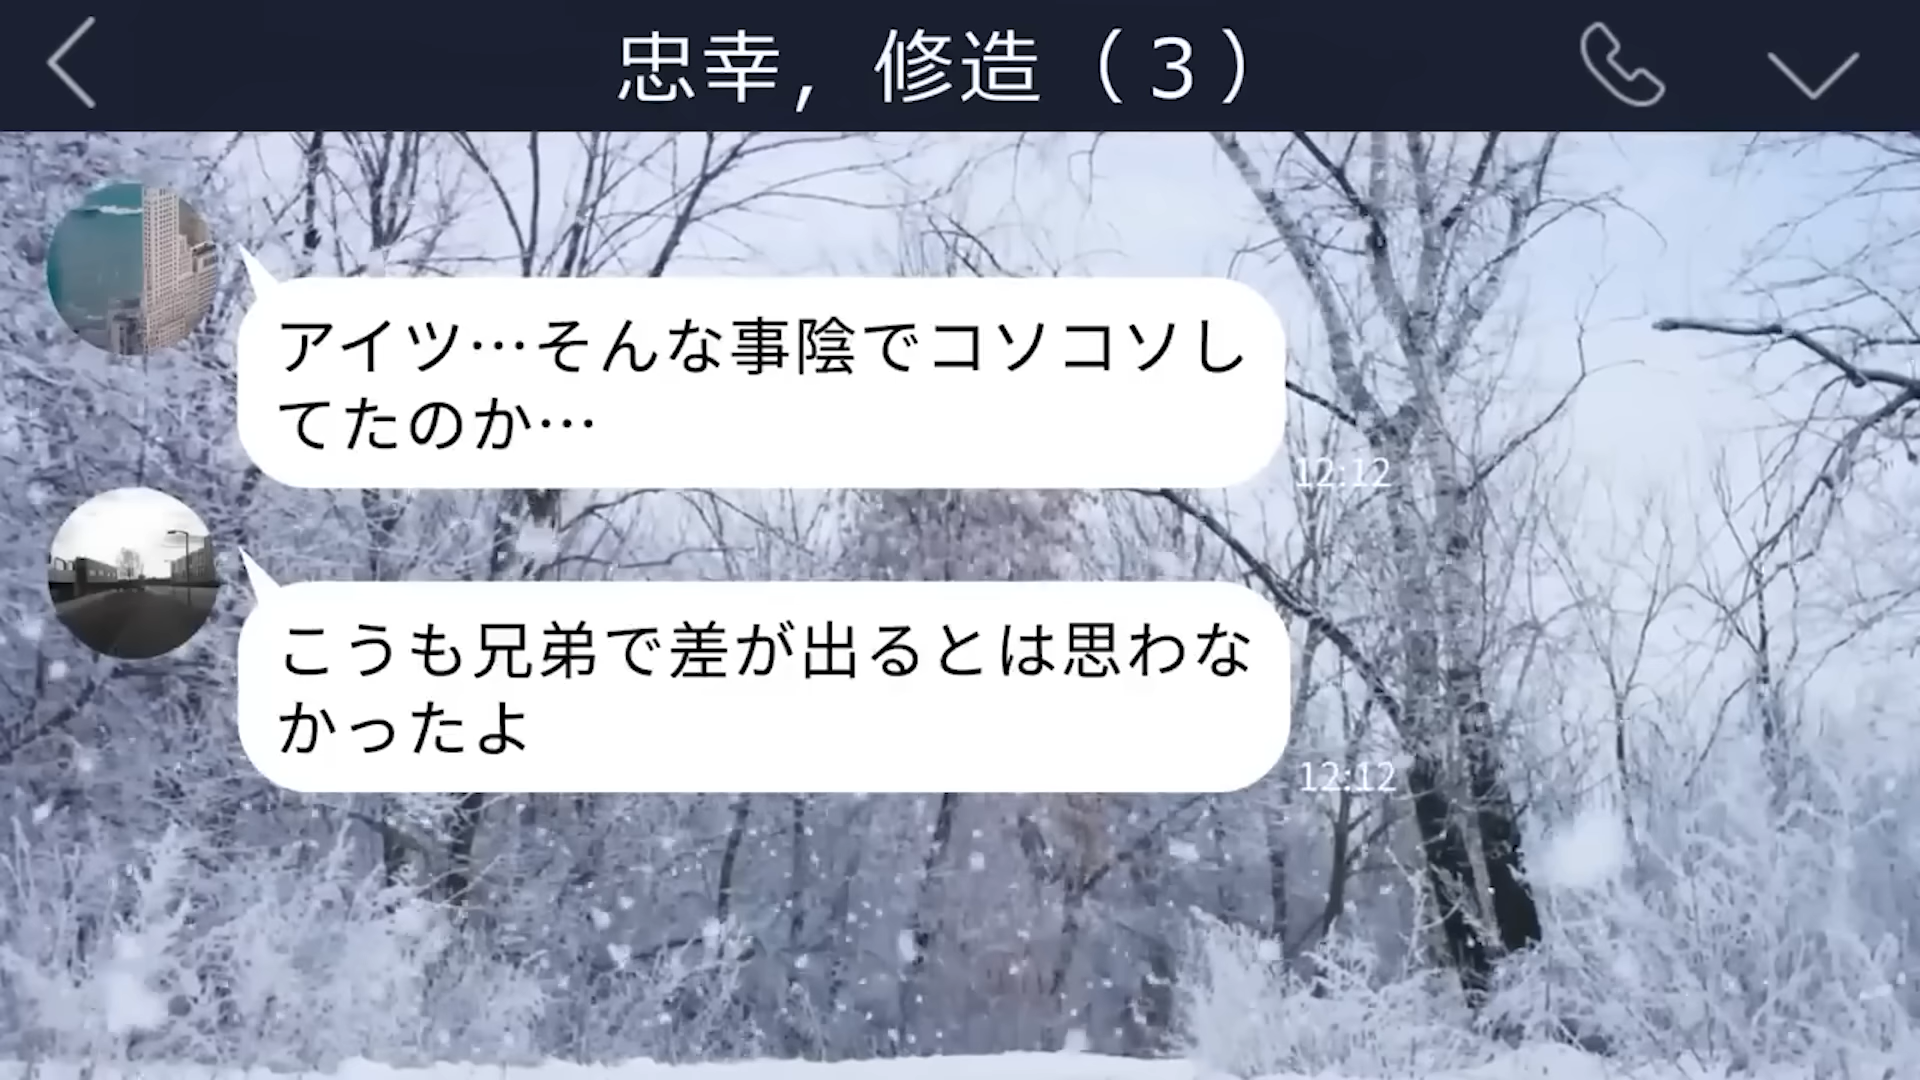 忠幸，修造（３）
アイツ…そんな事陰でコソコソし
てたのか…
12:12
こうも兄弟で差が出るとは思わな
かったよ
12:12